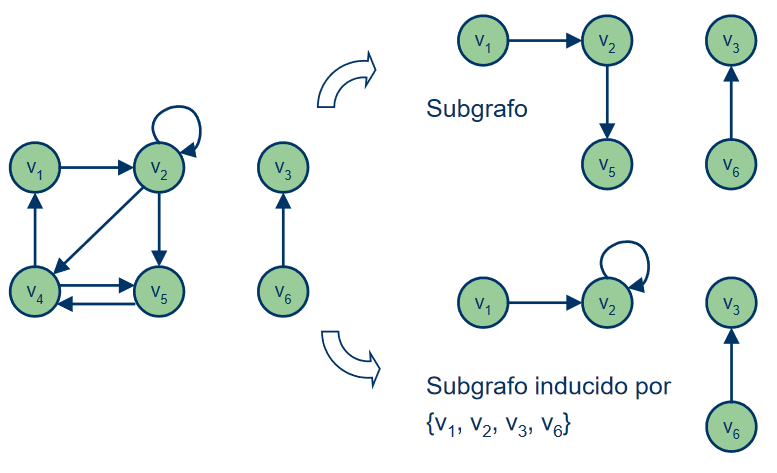 v₁ v₂ v₃
v₄ v₅ v₆
v₁ v₂ v₃
Subgrafo
v₅ v₆
v₁ v₂ v₃
Subgrafo inducido por
{v₁, v₂, v₃, v₆}
v₆